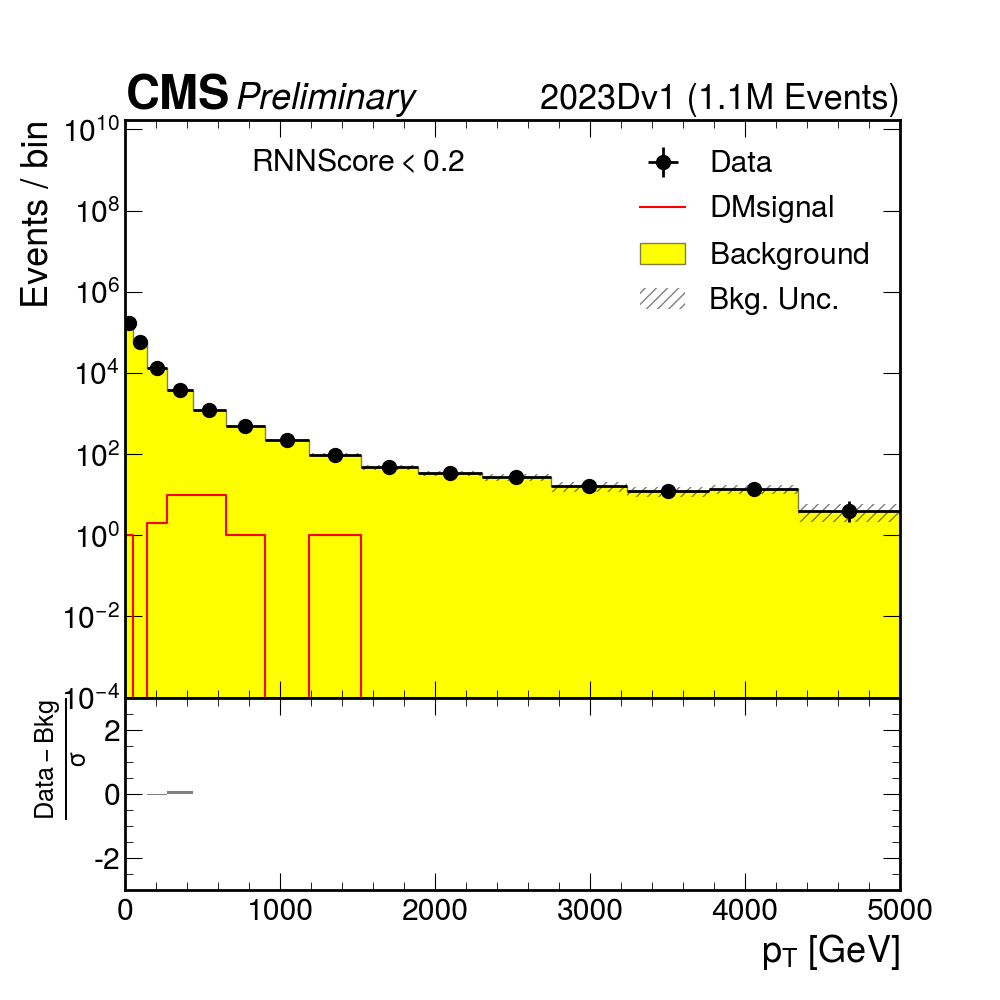 CMS Preliminary 2023Dv1 (1.1M Events)
Events / bin
10^10
10^8
10^6
10^4
10^2
10^0
10^−2
10^−4
RNNScore < 0.2
Data
DMsignal
Background
Bkg. Unc.
Data − Bkg
σ
2
0
-2
0 1000 2000 3000 4000 5000
p_T [GeV]